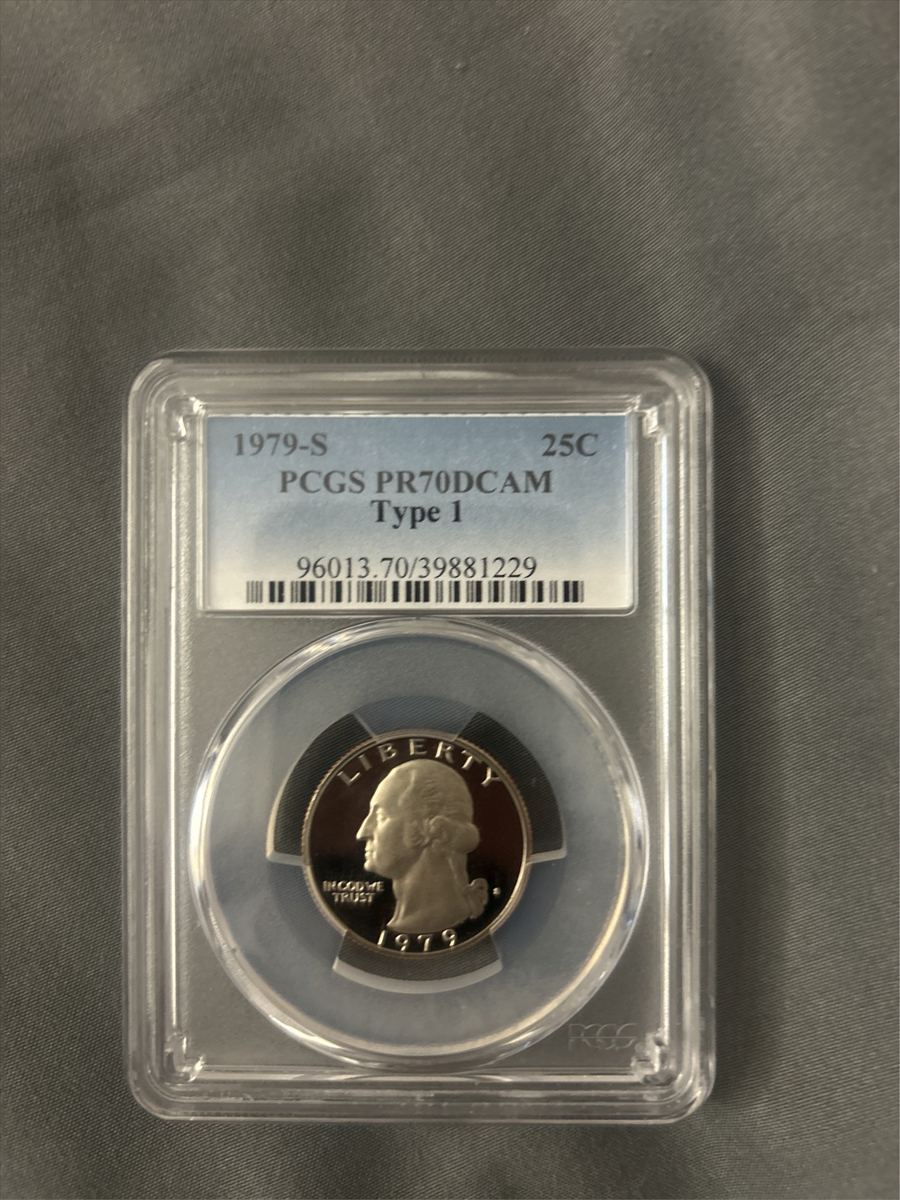 1979-S 25C
PCGS PR70DCAM
Type 1
96013.70/39881229
LIBERTY
IN GOD WE
TRUST
S
1979
PCGS